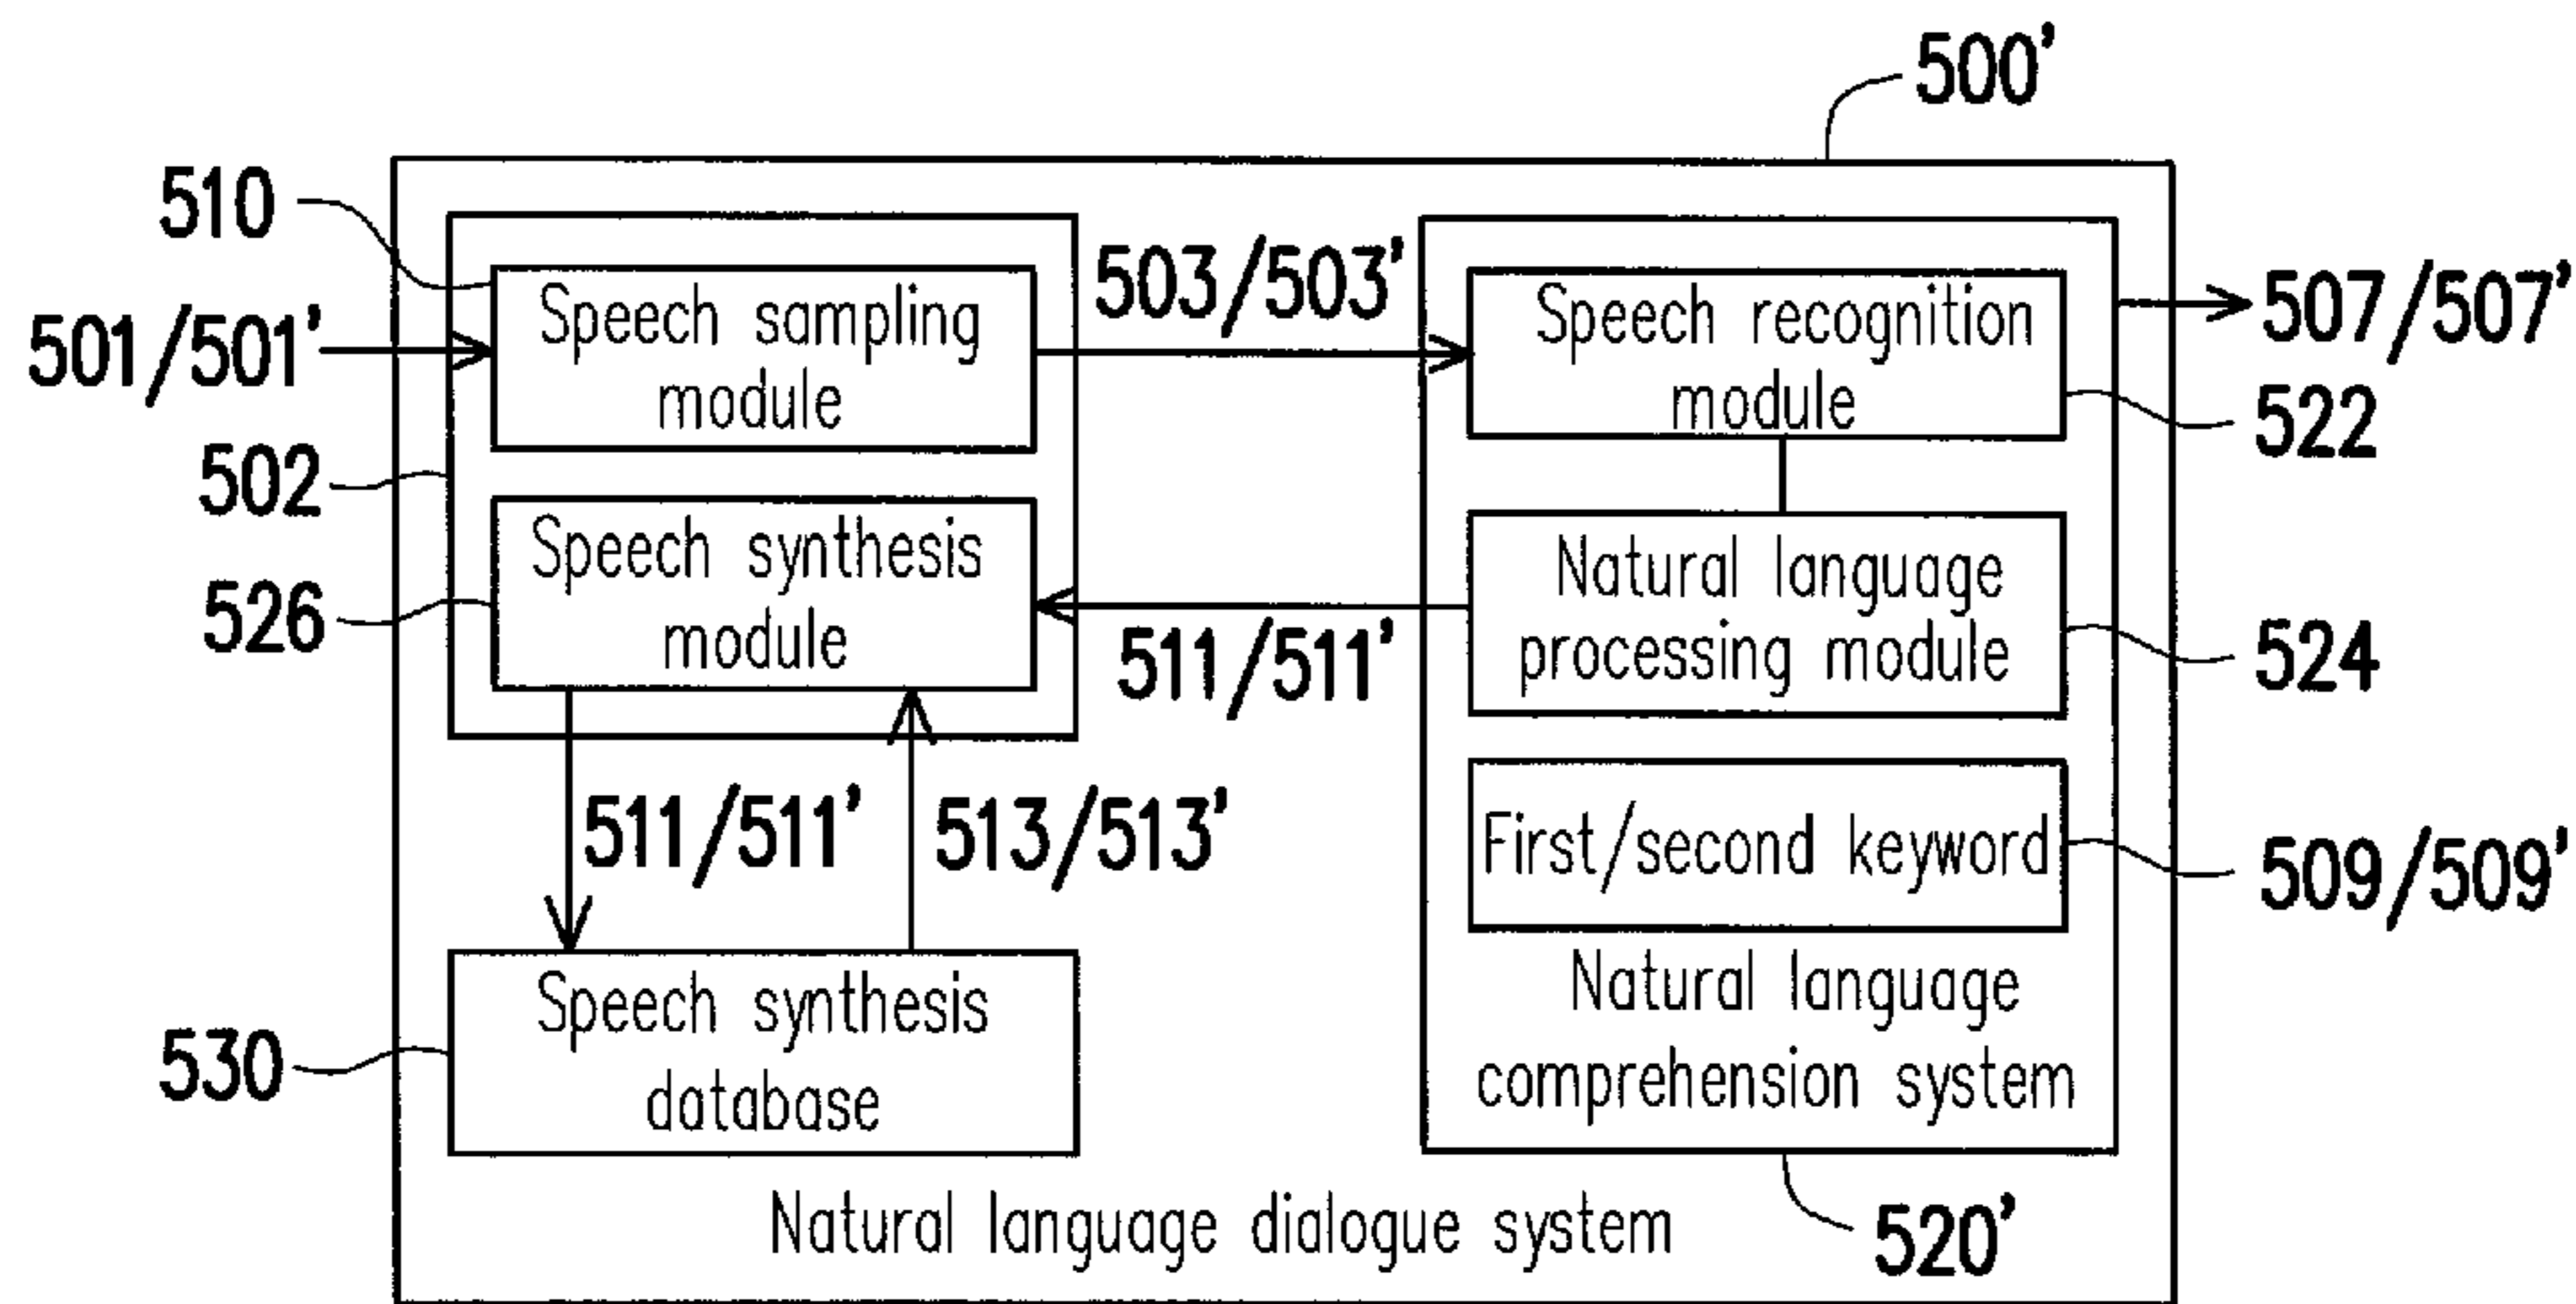 500'
510
Speech sampling
module
503/503'
Speech recognition
module
507/507'
501/501'
522
502
526
Speech synthesis
module
511/511'
Natural language
processing module
524
511/511'
513/513'
First/second keyword
509/509'
530
Speech synthesis
database
Natural language
comprehension system
520'
Natural language dialogue system